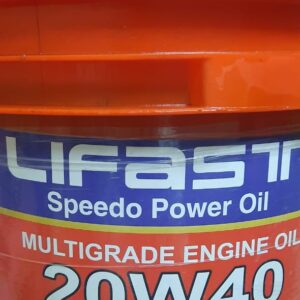 LIFAST
Speedo Power Oil
MULTIGRADE ENGINE OIL
20W40